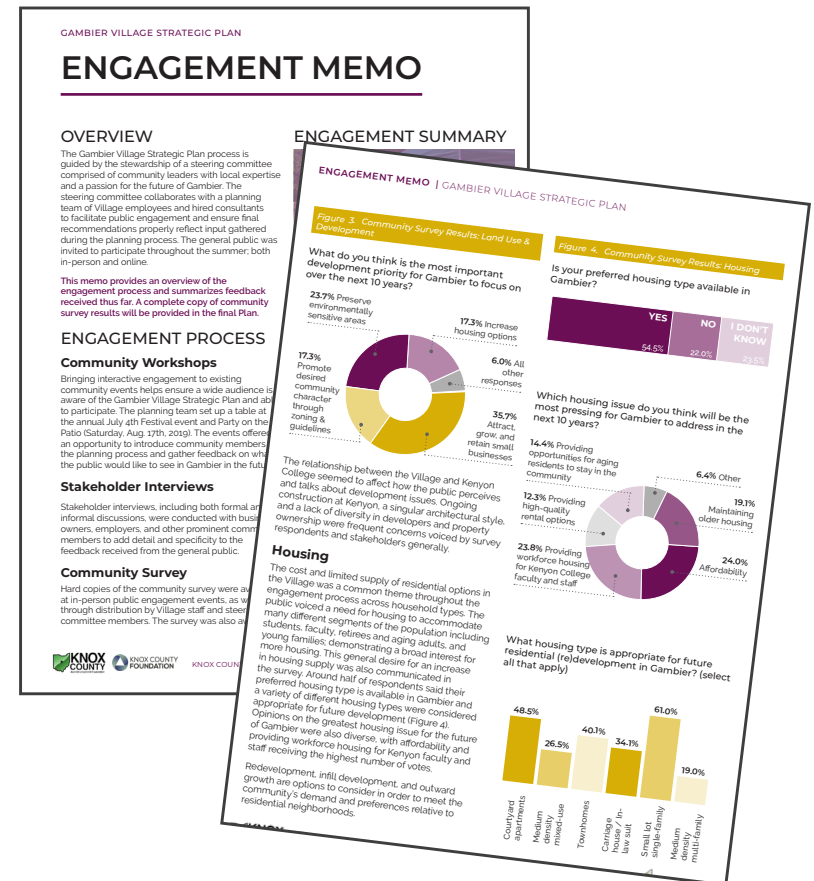 GAMBIER VILLAGE STRATEGIC PLAN
ENGAGEMENT MEMO
OVERVIEW
The Gambier Village Strategic Plan process is
guided by the stewardship of a steering committee
comprised of community leaders with local expertise
and a passion for the future of Gambier. The
steering committee collaborates with a planning
team of Village employees and hired consultants
to facilitate public engagement and ensure final
recommendations properly reflect input gathered
during the planning process. The general public was
invited to participate throughout the summer; both
in-person and online.
This memo provides an overview of the
engagement process and summarizes feedback
received thus far. A complete copy of community
survey results will be provided in the final Plan.
ENGAGEMENT PROCESS
Community Workshops
Bringing interactive engagement to existing
community events helps ensure a wide audience is
aware of the Gambier Village Strategic Plan and
to participate. The planning team set up a table at
the annual July 4th Festival event and Party on the
Patio (Saturday, Aug. 17th, 2019). The events offered
an opportunity to introduce community members
the planning process and gather feedback on
the public would like to see in Gambier in the
Stakeholder Interviews
Stakeholder interviews, including both formal
informal discussions, were conducted with
owners, employers, and other prominent
members to add detail and specificity to the
feedback received from the general public.
Community Survey
Hard copies of the community survey were
at in-person public engagement events, as
through distribution by Village staff and
committee members. The survey was also
KNOX
COUNTY
KNOX COUNTY
FOUNDATION
KNOX
ENGAGEMENT SUMMARY
ENGAGEMENT MEMO | GAMBIER VILLAGE STRATEGIC PLAN
Figure 3. Community Survey Results: Land Use &
Development
What do you think is the most important
development priority for Gambier to focus on
over the next 10 years?
23.7% Preserve
environmentally
sensitive areas
17.3% Increase
housing options
6.0% All
other
responses
17.3%
Promote
desired
community
character
through
zoning &
guidelines
35.7%
Attract,
grow, and
retain small
businesses
The relationship between the Village and Kenyon
College seemed to affect how the public perceives
and talks about development issues. Ongoing
construction at Kenyon, a singular architectural style,
and a lack of diversity in developers and property
ownership were frequent concerns voiced by survey
respondents and stakeholders generally.
Housing
The cost and limited supply of residential options in
the Village was a common theme throughout the
engagement process across household types. The
public voiced a need for housing to accommodate
many different segments of the population including
students, faculty, retirees and aging adults, and
young families; demonstrating a broad interest for
more housing. This general desire for an increase
in housing supply was also communicated in
the survey. Around half of respondents said their
preferred housing type is available in Gambier and
a variety of different housing types were considered
appropriate for future development (Figure 4).
Opinions on the greatest housing issue for the future
of Gambier were also diverse, with affordability and
providing workforce housing for Kenyon faculty and
staff receiving the highest number of votes.
Redevelopment, infill development, and outward
growth are options to consider in order to meet the
community's demand and preferences relative to
residential neighborhoods.
Figure 4. Community Survey Results: Housing
Is your preferred housing type available in
Gambier?
YES
54.5%
NO
22.0%
I DON'T
KNOW
23.5%
Which housing issue do you think will be the
most pressing for Gambier to address in the
next 10 years?
14.4% Providing
opportunities for aging
residents to stay in the
community
6.4% Other
19.1%
Maintaining
older housing
12.3% Providing
high-quality
rental options
24.0%
Affordability
23.8% Providing
workforce housing
for Kenyon College
faculty and staff
What housing type is appropriate for future
residential (re)development in Gambier? (select
all that apply)
48.5%
26.5%
40.1%
34.1%
61.0%
19.0%
Courtyard
apartments
Medium
density
mixed-use
Townhomes
Carriage
house / In-
law suit
Small lot
single-family
Medium
density
multi-family